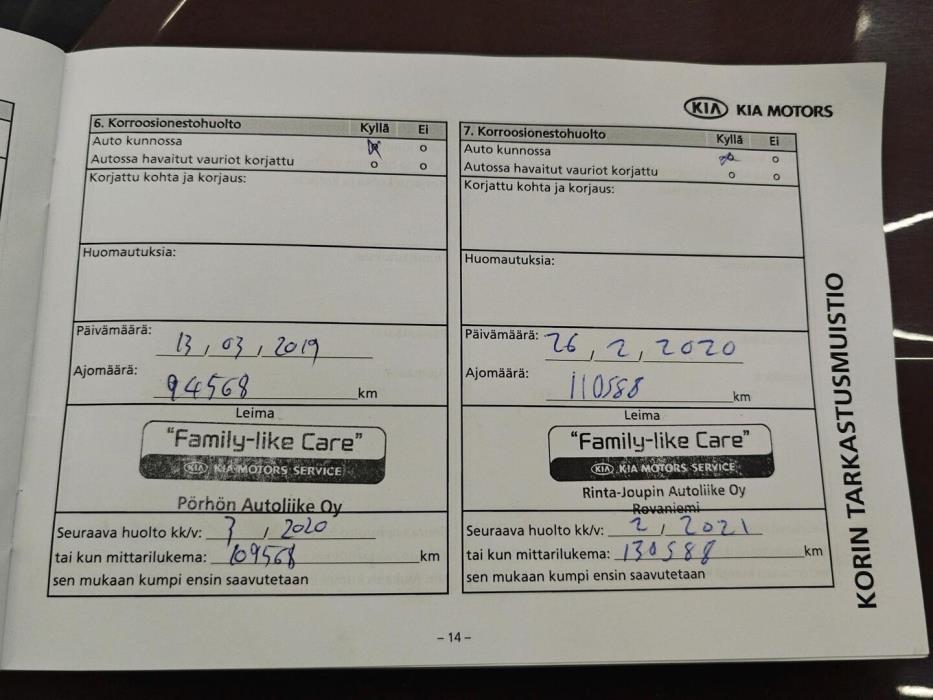 KIA KIA MOTORS
6. Korroosionestohuolto Kyllä Ei
Auto kunnossa
Autossa havaitut vauriot korjattu
Korjattu kohta ja korjaus:
Huomautuksia:
Päivämäärä: 13, 03, 2019
Ajomäärä: 94568 km
Leima
"Family-like Care"
KIA KIA MOTORS SERVICE
Pörhön Autoliike Oy
Seuraava huolto kk/v: 3 / 2020
tai kun mittarilukema: 109568 km
sen mukaan kumpi ensin saavutetaan
7. Korroosionestohuolto Kyllä Ei
Auto kunnossa
Autossa havaitut vauriot korjattu
Korjattu kohta ja korjaus:
Huomautuksia:
Päivämäärä: 26, 2, 2020
Ajomäärä: 110588 km
Leima
"Family-like Care"
KIA KIA MOTORS SERVICE
Rinta-Joupin Autoliike Oy
Rovaniemi
Seuraava huolto kk/v: 2 / 2021
tai kun mittarilukema: 130588 km
sen mukaan kumpi ensin saavutetaan
KORIN TARKASTUSMUISTIO
– 14 –